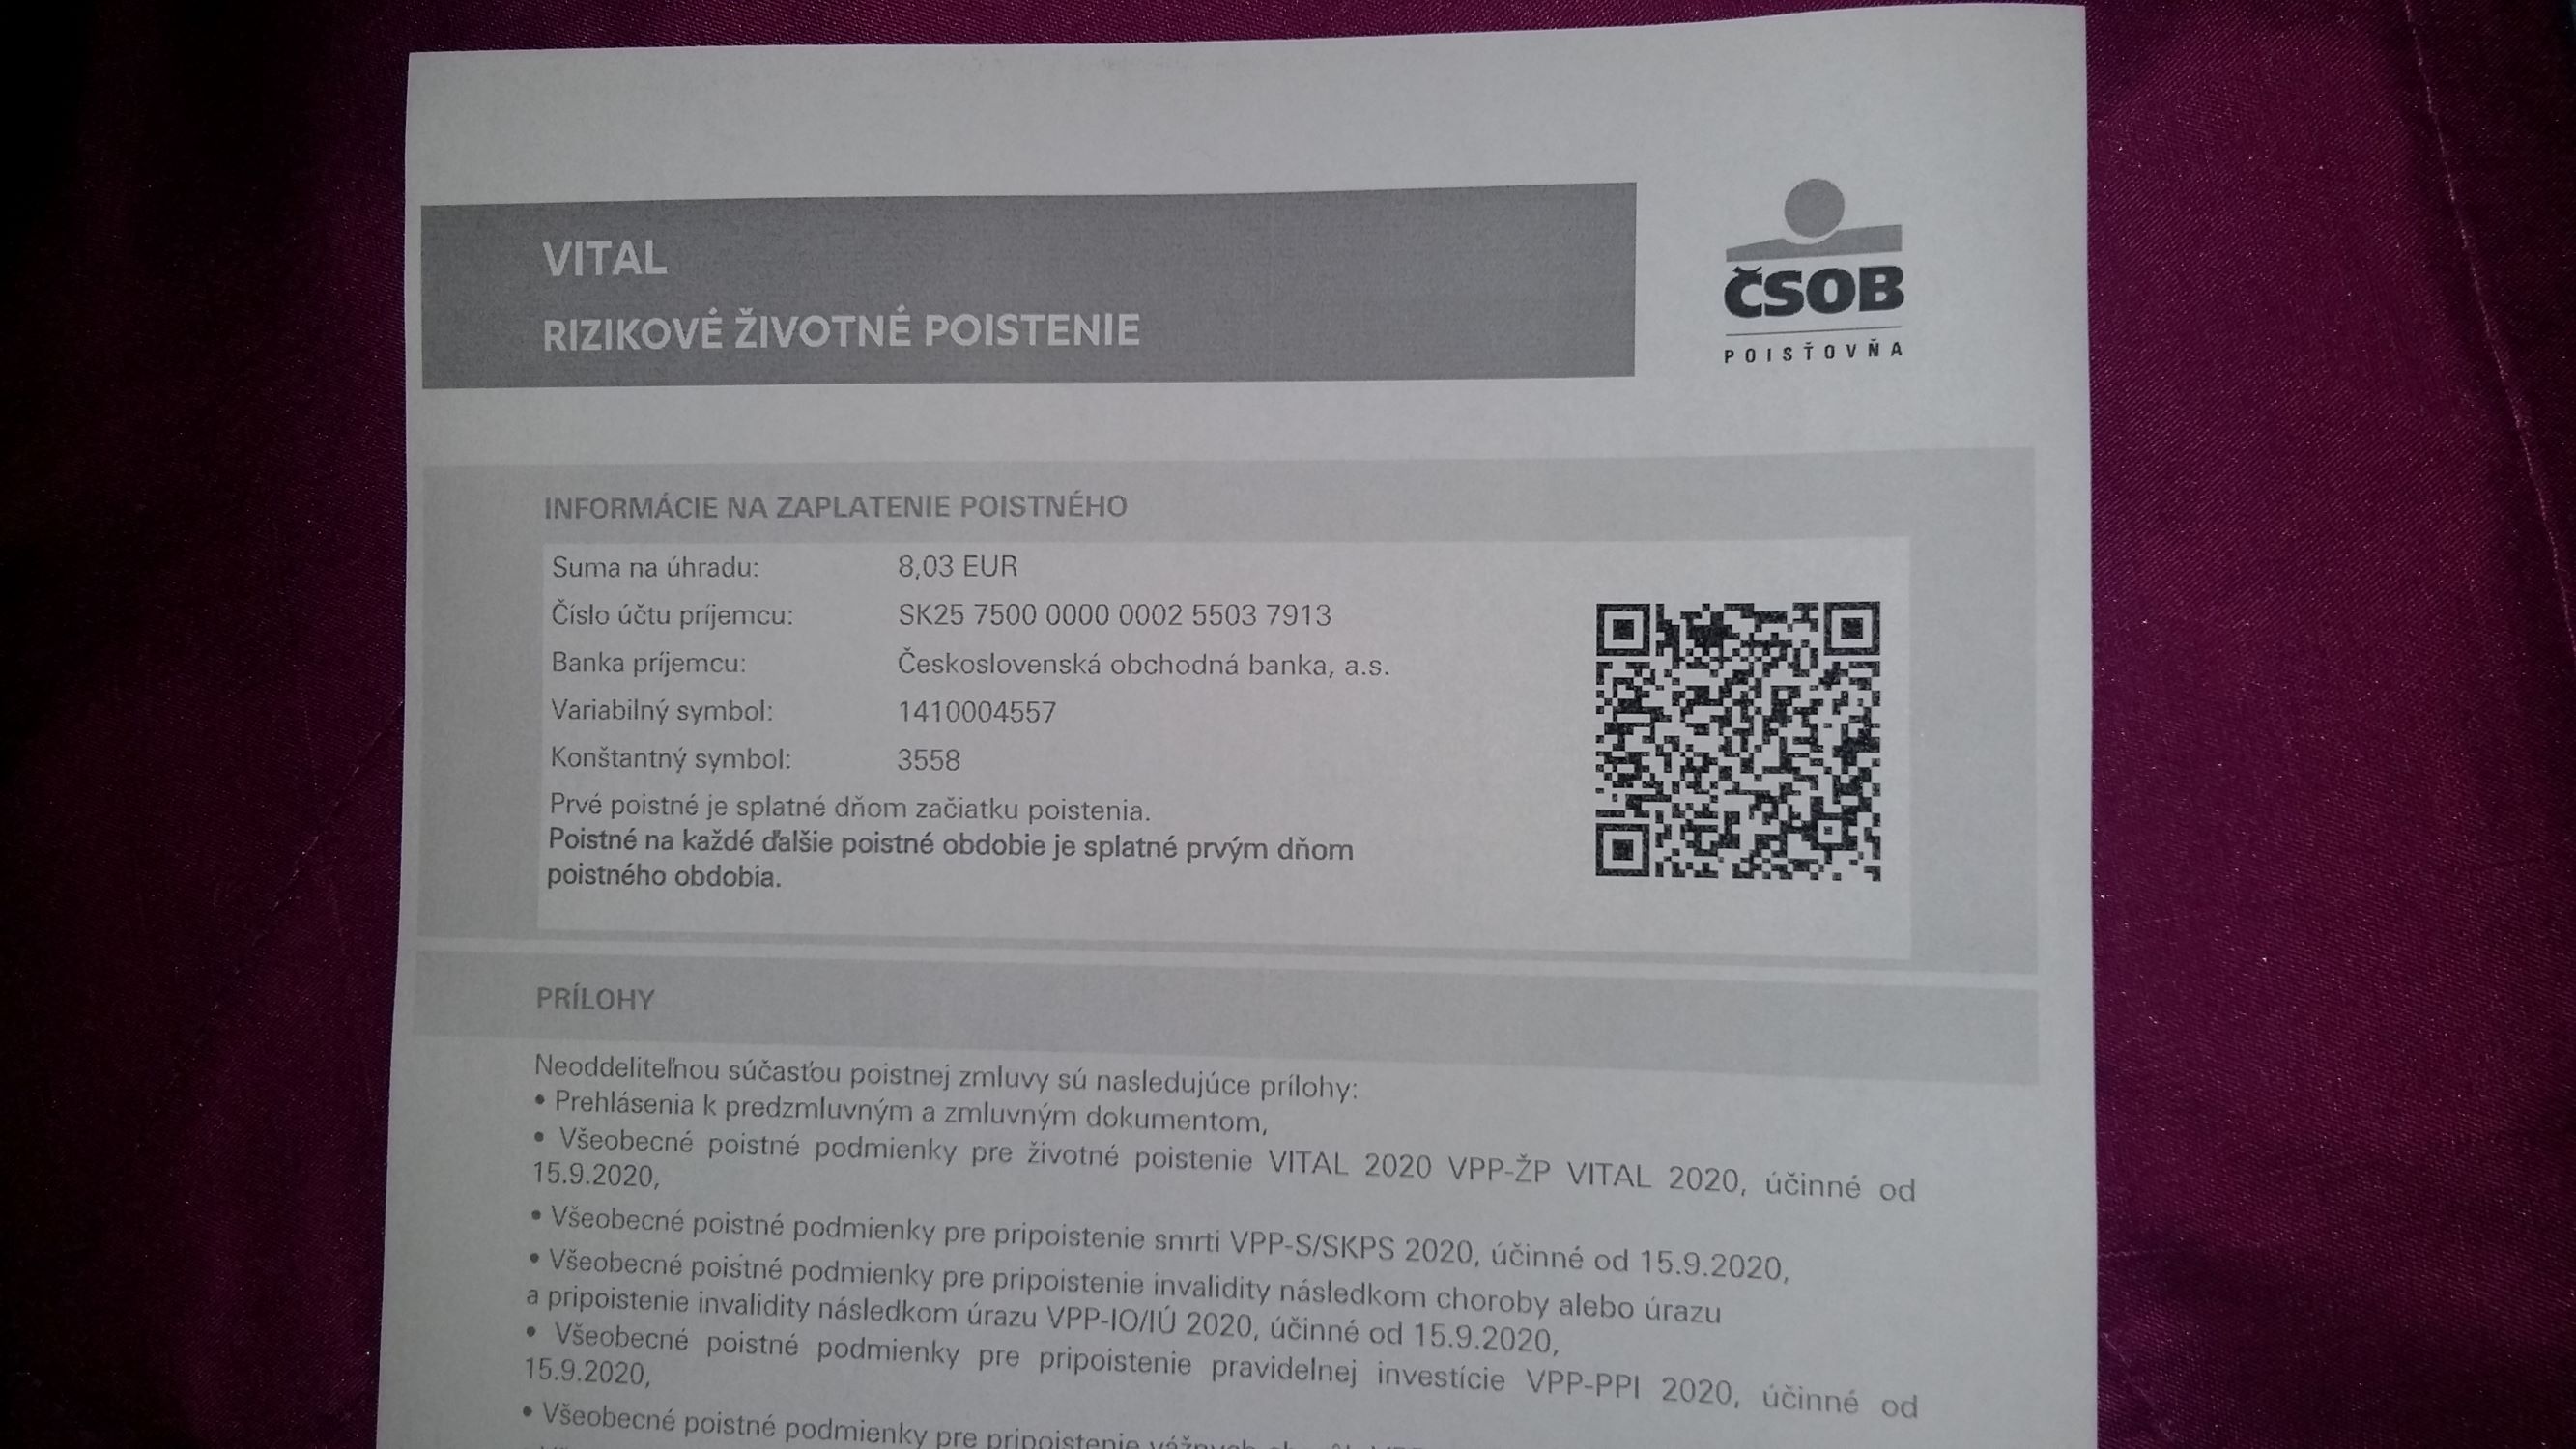 VITAL
RIZIKOVÉ ŽIVOTNÉ POISTENIE
ČSOB
POISŤOVŇA
INFORMÁCIE NA ZAPLATENIE POISTNÉHO
Suma na úhradu: 8,03 EUR
Číslo účtu príjemcu: SK25 7500 0000 0002 5503 7913
Banka príjemcu: Československá obchodná banka, a.s.
Variabilný symbol: 1410004557
Konštantný symbol: 3558
Prvé poistné je splatné dňom začiatku poistenia.
Poistné na každé ďalšie poistné obdobie je splatné prvým dňom
poistného obdobia.
PRÍLOHY
Neoddeliteľnou súčasťou poistnej zmluvy sú nasledujúce prílohy:
• Prehlásenia k predzmluvným a zmluvným dokumentom,
• Všeobecné poistné podmienky pre životné poistenie VITAL 2020 VPP-ŽP VITAL 2020, účinné od
15.9.2020,
• Všeobecné poistné podmienky pre pripoistenie smrti VPP-S/SKPS 2020, účinné od 15.9.2020,
• Všeobecné poistné podmienky pre pripoistenie invalidity následkom choroby alebo úrazu
a pripoistenie invalidity následkom úrazu VPP-IO/IÚ 2020, účinné od 15.9.2020,
• Všeobecné poistné podmienky pre pripoistenie pravidelnej investície VPP-PPI 2020, účinné od
15.9.2020,
• Všeobecné poistné podmienky pre pripoistenie